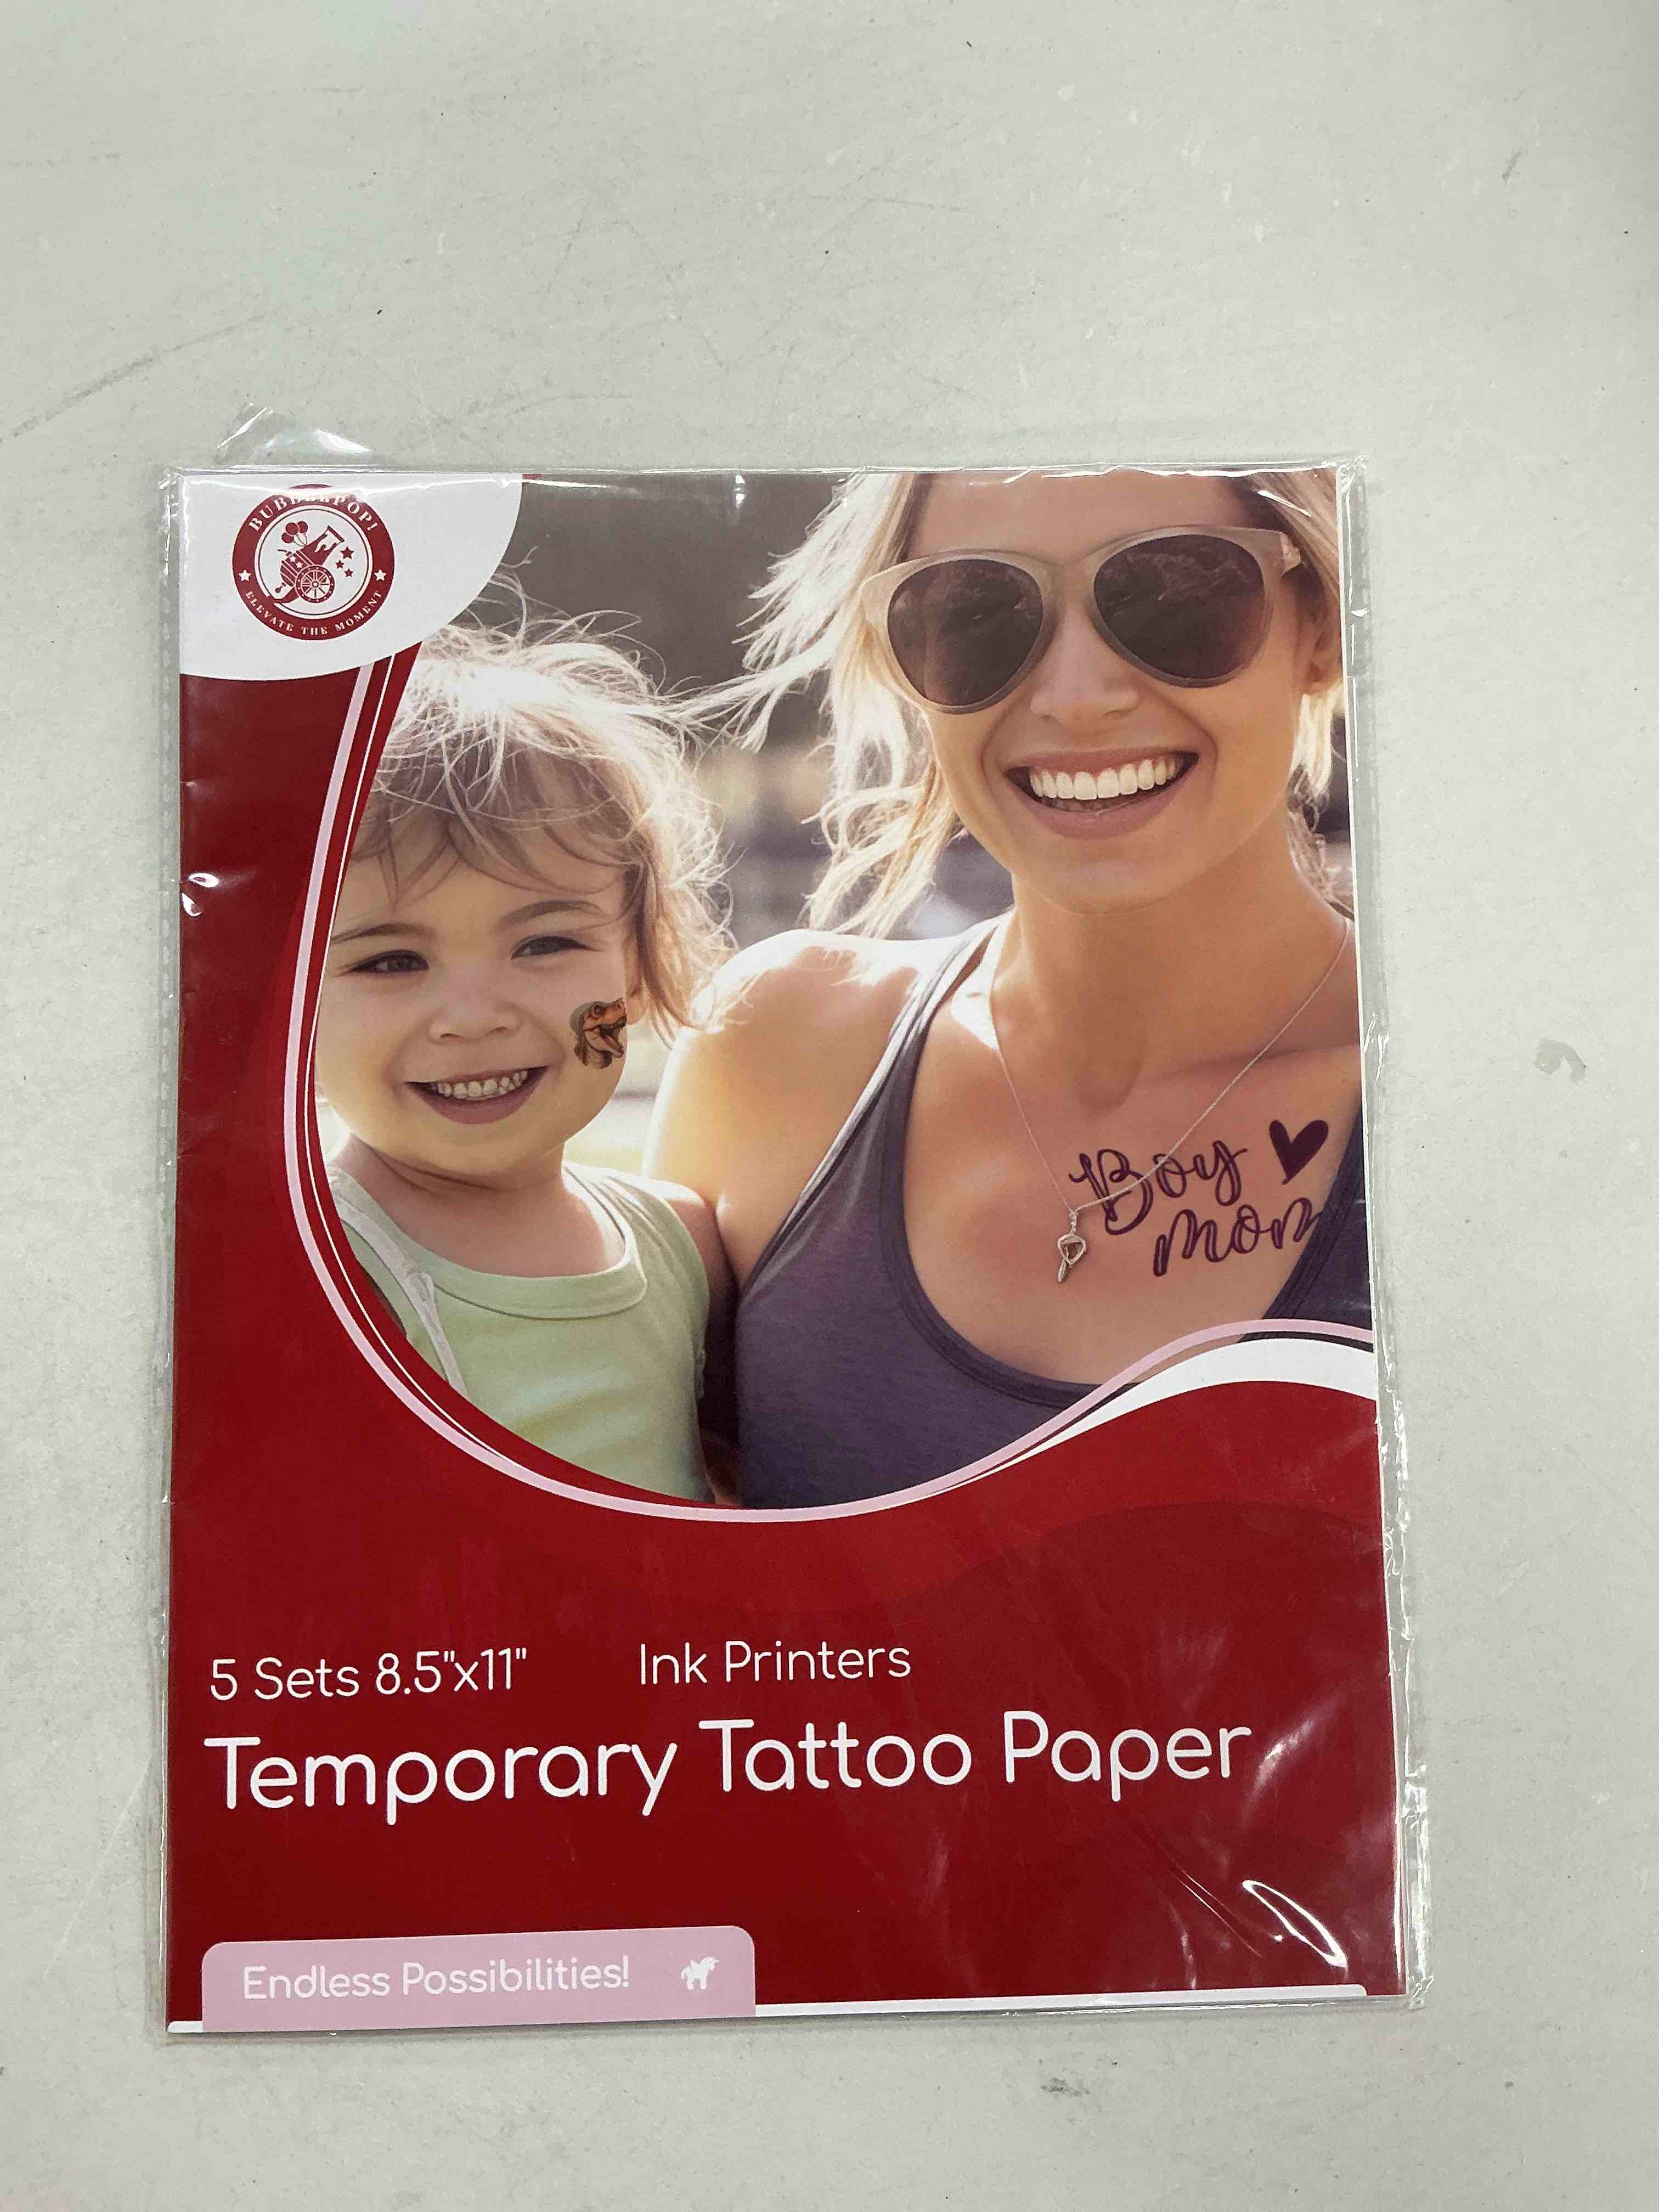 BUBBLEPOP!
ELEVATE THE MOMENT
Boy
mom
5 Sets 8.5"x11" Ink Printers
Temporary Tattoo Paper
Endless Possibilities!